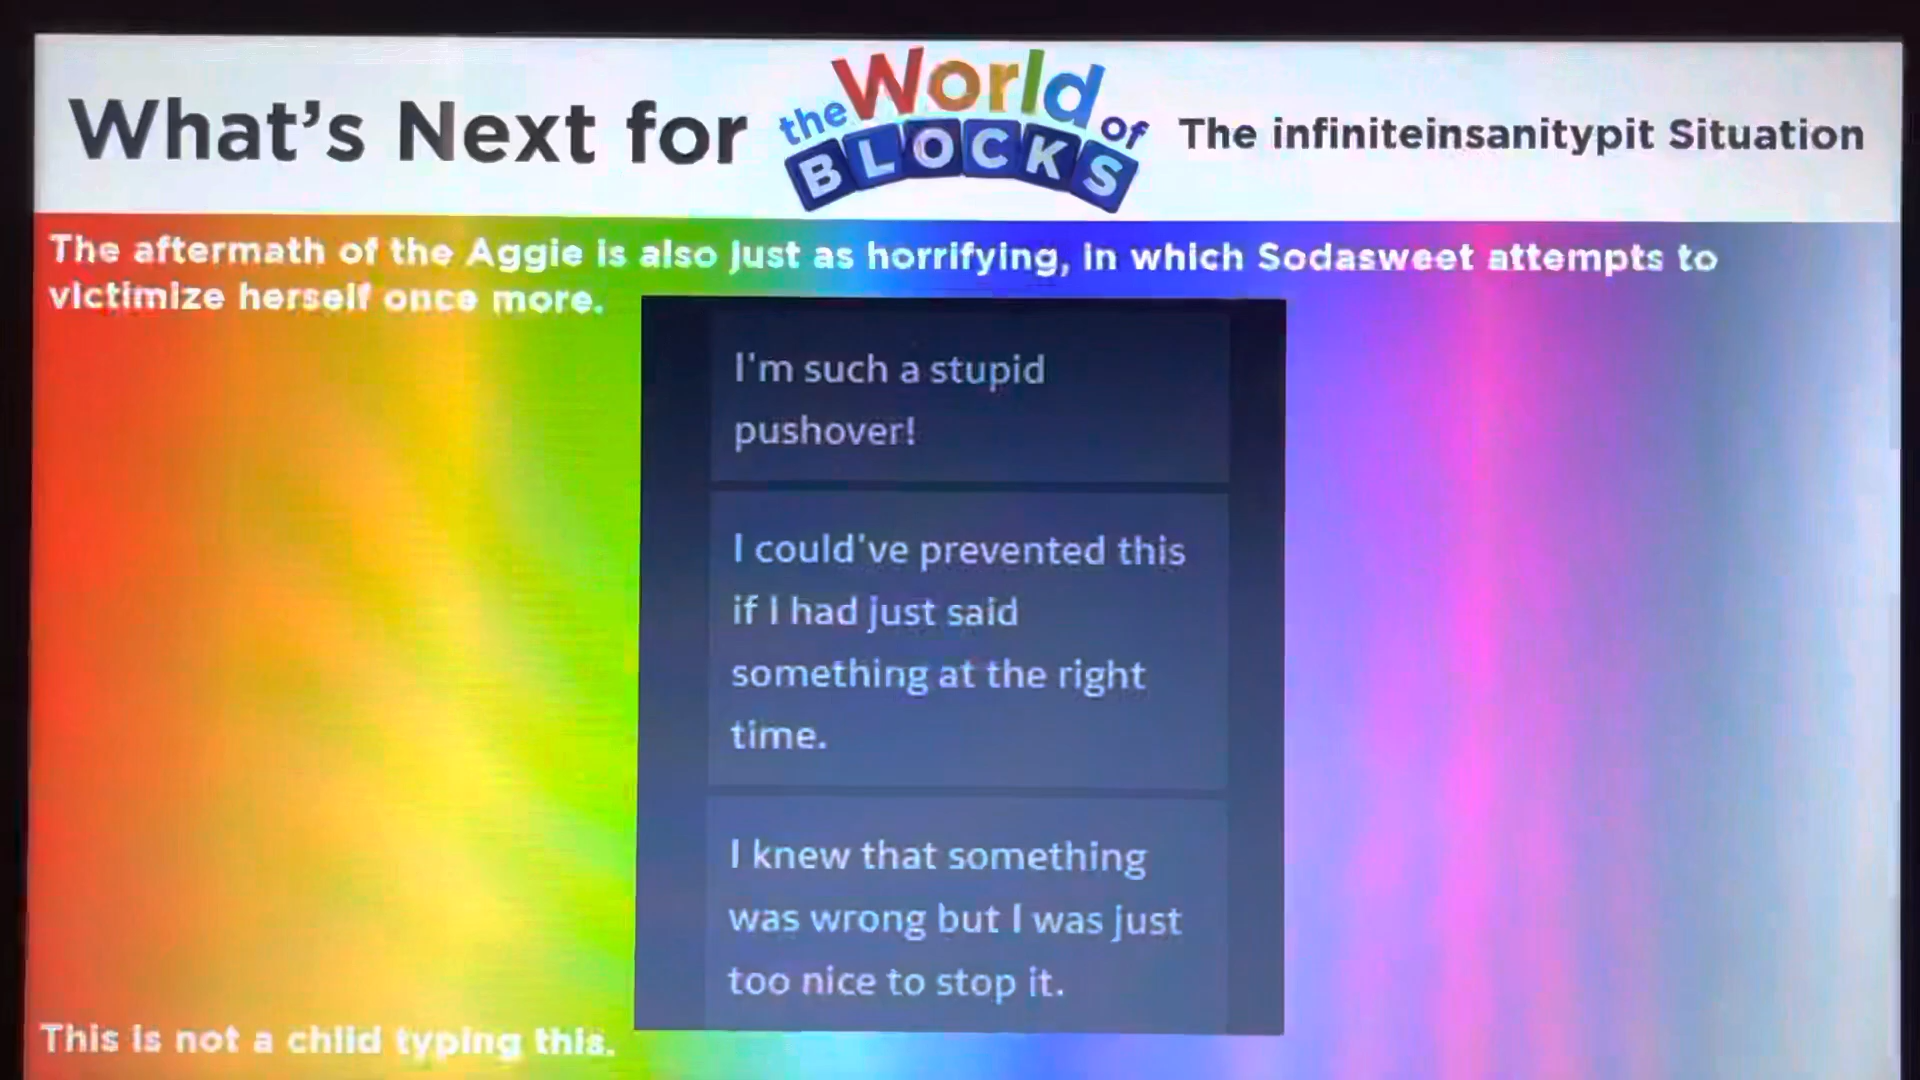 What's Next for the World of BLOCKS The infiniteinsanitypit Situation
The aftermath of the Aggie is also just as horrifying, in which Sodasweet attempts to
victimize herself once more.
I'm such a stupid
pushover!
I could've prevented this
if I had just said
something at the right
time.
I knew that something
was wrong but I was just
too nice to stop it.
This is not a child typing this.